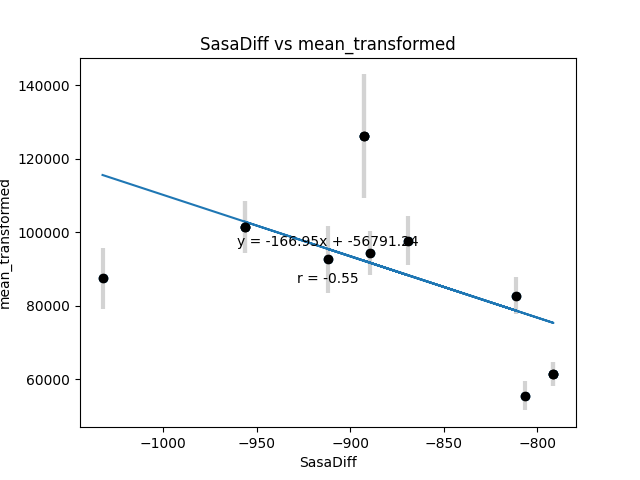 SasaDiff vs mean_transformed
140000
120000
100000
80000
60000
mean_transformed
y = -166.95x + -56791.24
r = -0.55
−1000
−950
−900
−850
−800
SasaDiff